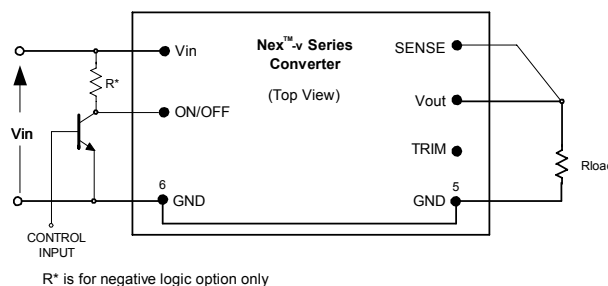 Nex™-v Series
Converter
(Top View)
Vin
R*
ON/OFF
Vin
6
GND
CONTROL
INPUT
SENSE
Vout
TRIM
5
GND
Rload
R* is for negative logic option only